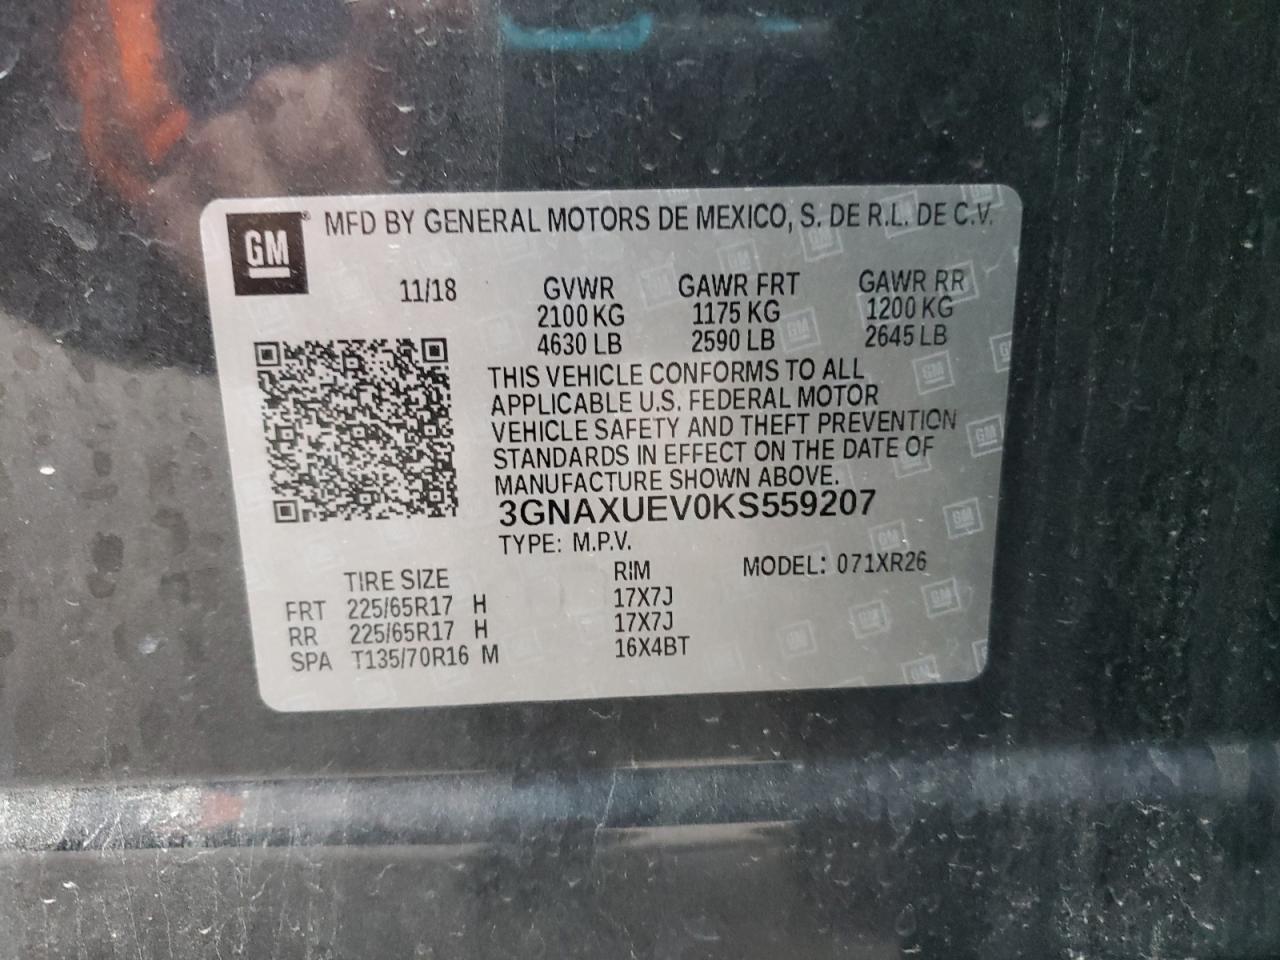 GM
® MFD BY GENERAL MOTORS DE MEXICO, S. DE R.L. DE C.V.
11/18 GVWR GAWR FRT GAWR RR
2100 KG 1175 KG 1200 KG
4630 LB 2590 LB 2645 LB
THIS VEHICLE CONFORMS TO ALL
APPLICABLE U.S. FEDERAL MOTOR
VEHICLE SAFETY AND THEFT PREVENTION
STANDARDS IN EFFECT ON THE DATE OF
MANUFACTURE SHOWN ABOVE.
3GNAXUEV0KS559207
TYPE: M.P.V.
TIRE SIZE RIM MODEL: 071XR26
FRT 225/65R17 H 17X7J
RR 225/65R17 H 17X7J
SPA T135/70R16 M 16X4BT